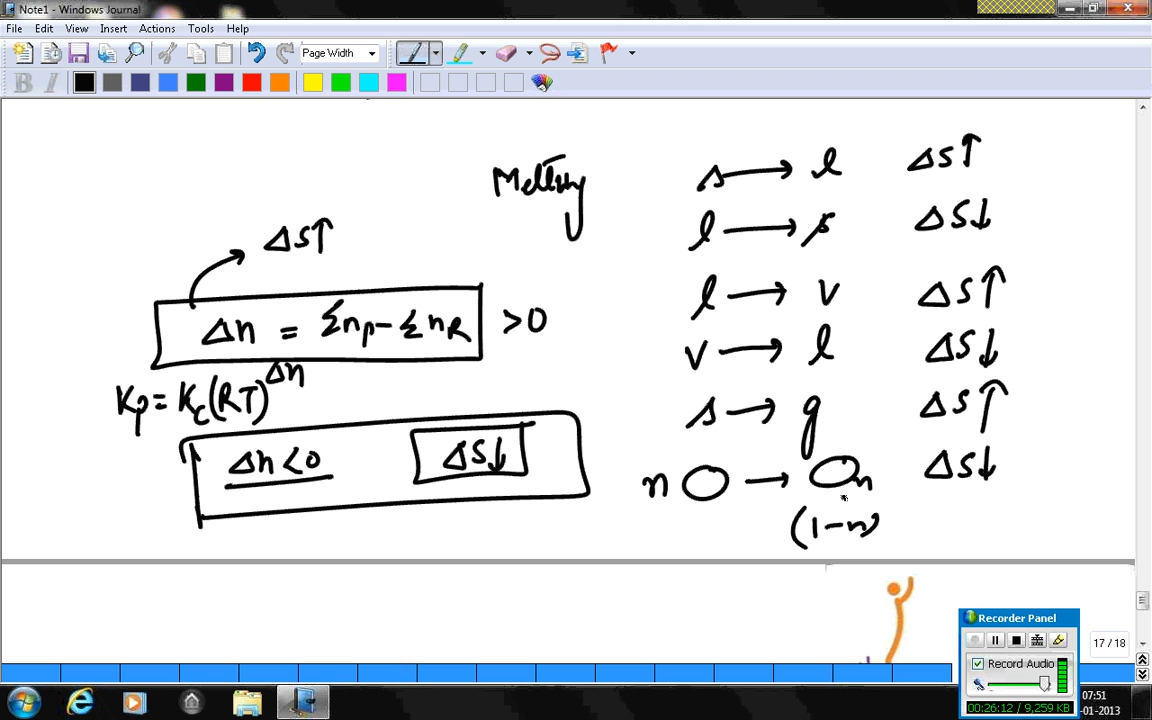 Note1 - Windows Journal
File Edit View Insert Actions Tools Help
Page Width
B I
Melting
s → l ΔS↑
l → s ΔS↓
l → v ΔS↑
v → l ΔS↓
s → g ΔS↑
n O → On ΔS↓
(1-n)
ΔS↑
Δn = Σnp - ΣnR >0
Kp = Kc(RT)^Δn
Δn<0 ΔS↓
17 / 18
Recorder Panel
Record Audio
00:26:12 / 9,259 KB
07:51
-01-2013